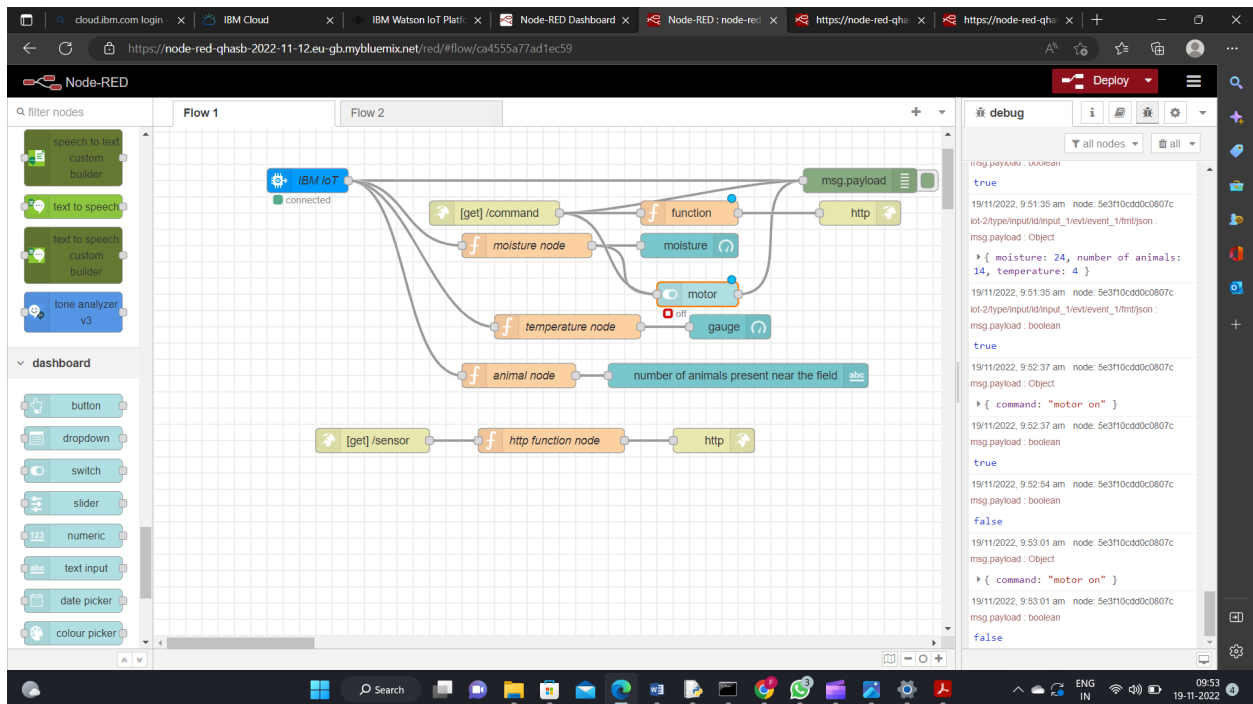 cloud.ibm.com login
IBM Cloud
IBM Watson IoT Platfo
Node-RED Dashboard
Node-RED : node-red
https://node-red-qhas
https://node-red-qhas
https://node-red-qhasb-2022-11-12.eu-gb.mybluemix.net/red/#flow/ca4555a77ad1ec59
Node-RED
Deploy
filter nodes
speech to text
custom
builder
text to speech
text to speech
custom
builder
tone analyzer
v3
dashboard
button
dropdown
switch
slider
123
numeric
abc
text input
date picker
colour picker
Flow 1
Flow 2
IBM IoT
connected
msg.payload
[get] /command
function
http
moisture node
moisture
motor
off
temperature node
gauge
animal node
number of animals present near the field
abc
[get] /sensor
http function node
http
debug
i
all nodes
all
msg.payload : boolean
true
19/11/2022, 9:51:35 am node: 5e3f10cdd0c0807c
iot-2/type/input/id/input_1/evt/event_1/fmt/json :
msg.payload : Object
{ moisture: 24, number of animals:
14, temperature: 4 }
19/11/2022, 9:51:35 am node: 5e3f10cdd0c0807c
iot-2/type/input/id/input_1/evt/event_1/fmt/json :
msg.payload : boolean
true
19/11/2022, 9:52:37 am node: 5e3f10cdd0c0807c
msg.payload : Object
{ command: "motor on" }
19/11/2022, 9:52:37 am node: 5e3f10cdd0c0807c
msg.payload : boolean
true
19/11/2022, 9:52:54 am node: 5e3f10cdd0c0807c
msg.payload : boolean
false
19/11/2022, 9:53:01 am node: 5e3f10cdd0c0807c
msg.payload : Object
{ command: "motor on" }
19/11/2022, 9:53:01 am node: 5e3f10cdd0c0807c
msg.payload : boolean
false
Search
ENG
IN
09:53
19-11-2022
4